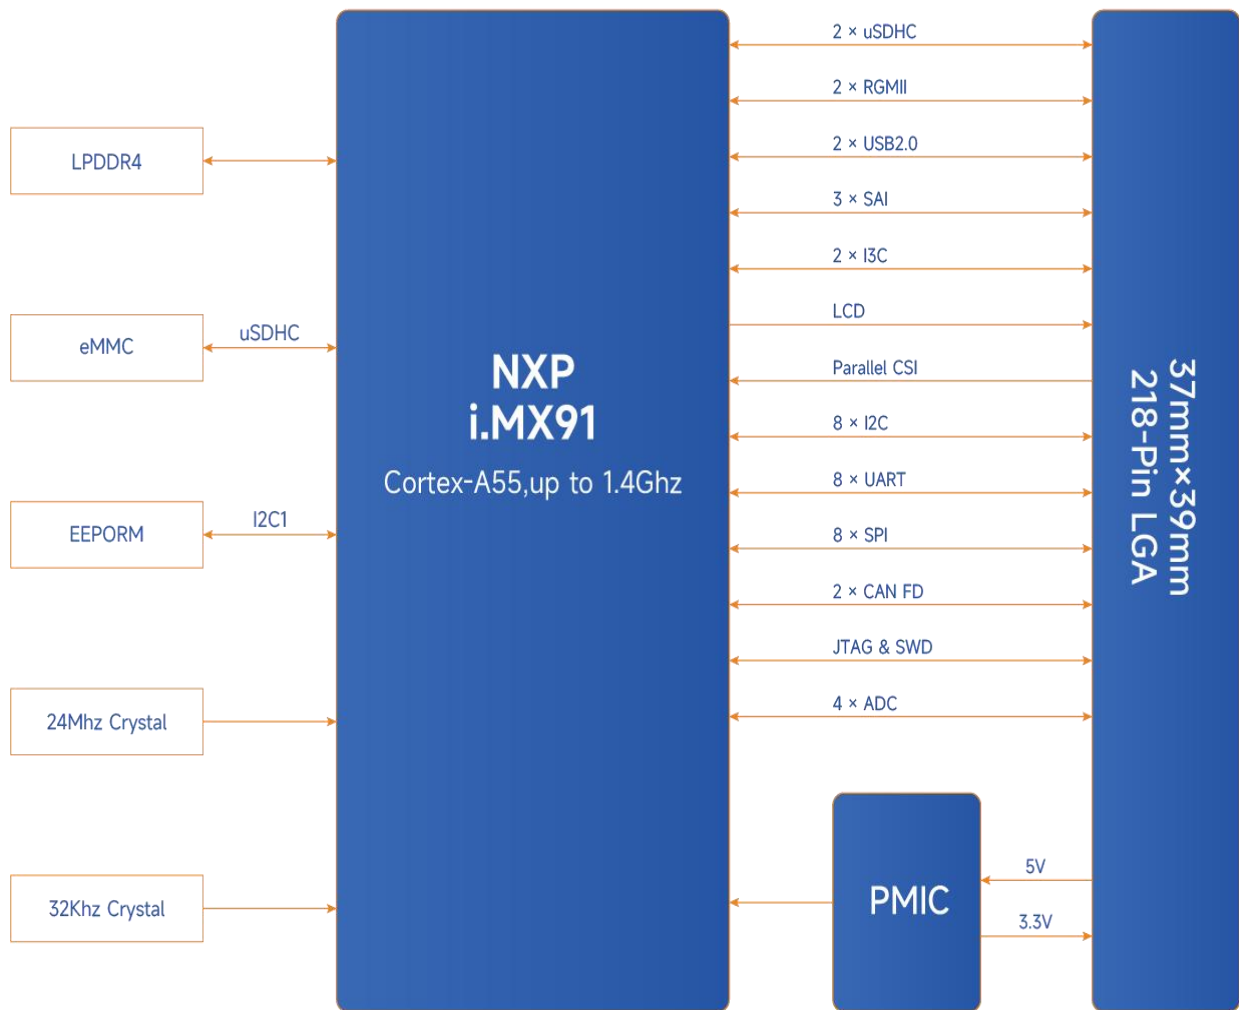 LPDDR4
eMMC
uSDHC
EEPORM
I2C1
24Mhz Crystal
32Khz Crystal
NXP
i.MX91
Cortex-A55,up to 1.4Ghz
2 × uSDHC
2 × RGMII
2 × USB2.0
3 × SAI
2 × I3C
LCD
Parallel CSI
8 × I2C
8 × UART
8 × SPI
2 × CAN FD
JTAG & SWD
4 × ADC
PMIC
5V
3.3V
37mm×39mm
218-Pin LGA